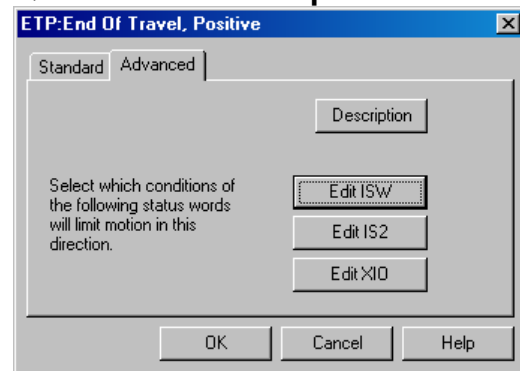 ETP:End Of Travel, Positive
Standard Advanced
Description
Select which conditions of
the following status words
will limit motion in this
direction.
Edit ISW
Edit IS2
Edit XIO
OK Cancel Help